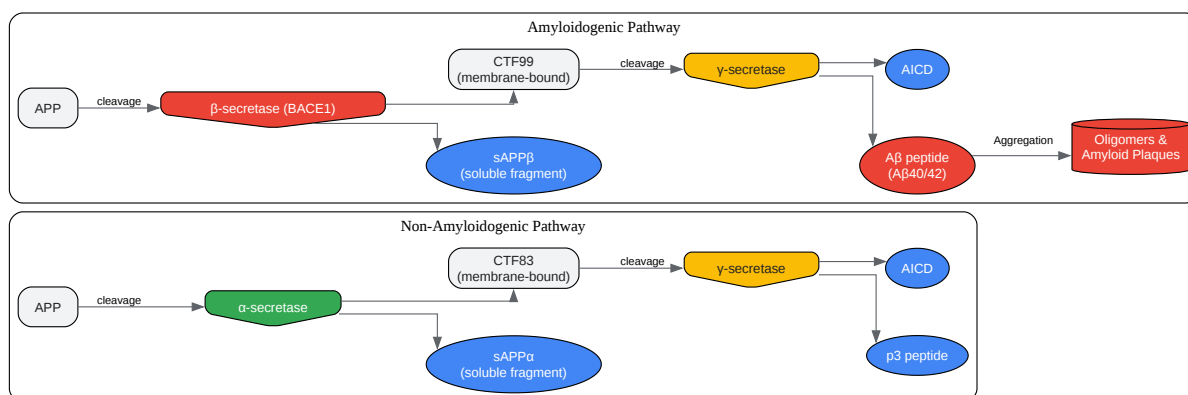 Amyloidogenic Pathway
APP
cleavage
β-secretase (BACE1)
CTF99
(membrane-bound)
sAPPβ
(soluble fragment)
cleavage
γ-secretase
AICD
Aβ peptide
(Aβ40/42)
Aggregation
Oligomers &
Amyloid Plaques
Non-Amyloidogenic Pathway
APP
cleavage
α-secretase
CTF83
(membrane-bound)
sAPPα
(soluble fragment)
cleavage
γ-secretase
AICD
p3 peptide